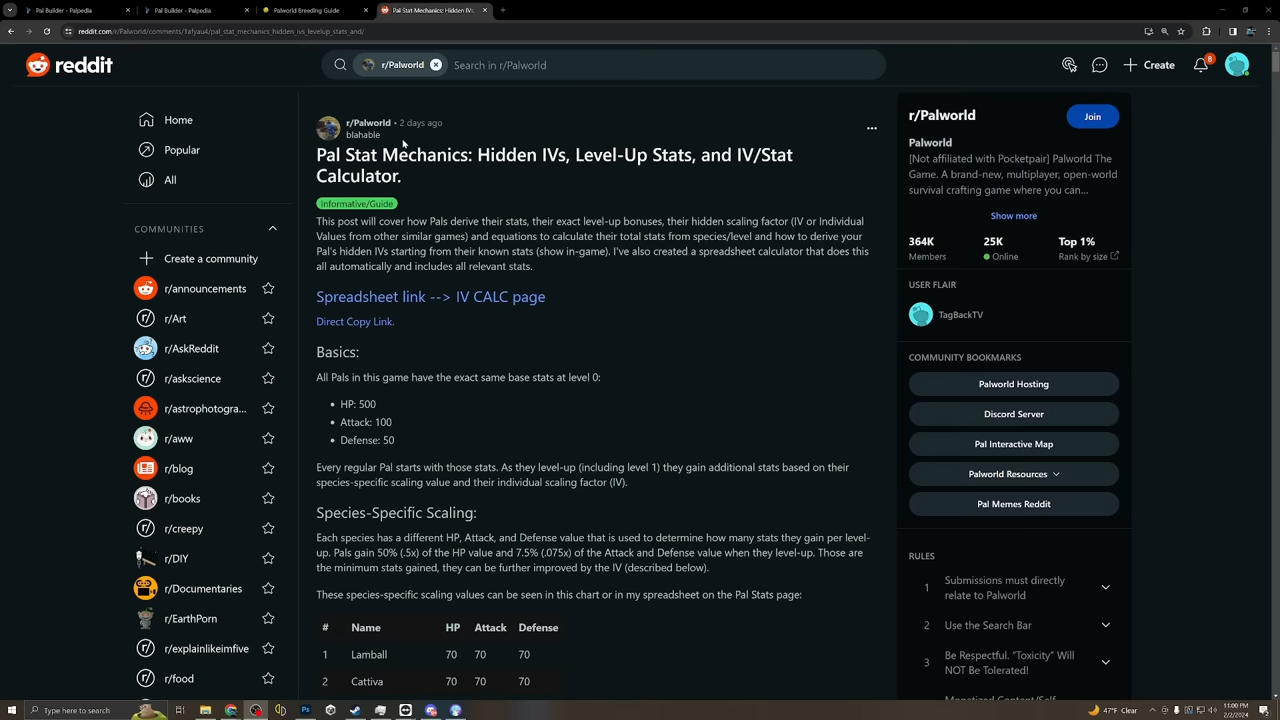 Pal Builder - Palpedia
Pal Builder - Palpedia
Palworld Breeding Guide
Pal Stat Mechanics: Hidden IVs,
reddit.com/r/Palworld/comments/1afyau4/pal_stat_mechanics_hidden_ivs_levelup_stats_and/
reddit
r/Palworld
Search in r/Palworld
Create
8
Home
Popular
All
COMMUNITIES
Create a community
r/announcements
r/Art
r/AskReddit
r/askscience
r/astrophotogra...
r/aww
r/blog
r/books
r/creepy
r/DIY
r/Documentaries
r/EarthPorn
r/explainlikeimfive
r/food
r/Palworld • 2 days ago
blahable
Pal Stat Mechanics: Hidden IVs, Level-Up Stats, and IV/Stat
Calculator.
Informative/Guide
This post will cover how Pals derive their stats, their exact level-up bonuses, their hidden scaling factor (IV or Individual
Values from other similar games) and equations to calculate their total stats from species/level and how to derive your
Pal's hidden IVs starting from their known stats (show in-game). I've also created a spreadsheet calculator that does this
all automatically and includes all relevant stats.
Spreadsheet link --> IV CALC page
Direct Copy Link.
Basics:
All Pals in this game have the exact same base stats at level 0:
• HP: 500
• Attack: 100
• Defense: 50
Every regular Pal starts with those stats. As they level-up (including level 1) they gain additional stats based on their
species-specific scaling value and their individual scaling factor (IV).
Species-Specific Scaling:
Each species has a different HP, Attack, and Defense value that is used to determine how many stats they gain per level-
up. Pals gain 50% (.5x) of the HP value and 7.5% (.075x) of the Attack and Defense value when they level-up. Those are
the minimum stats gained, they can be further improved by the IV (described below).
These species-specific scaling values can be seen in this chart or in my spreadsheet on the Pal Stats page:
# Name HP Attack Defense
1 Lamball 70 70 70
2 Cattiva 70 70 70
r/Palworld
Join
Palworld
[Not affiliated with Pocketpair] Palworld The
Game. A brand-new, multiplayer, open-world
survival crafting game where you can...
Show more
364K 25K Top 1%
Members Online Rank by size
USER FLAIR
TagBackTV
COMMUNITY BOOKMARKS
Palworld Hosting
Discord Server
Pal Interactive Map
Palworld Resources
Pal Memes Reddit
RULES
1 Submissions must directly
relate to Palworld
2 Use the Search Bar
3 Be Respectful. "Toxicity" Will
NOT Be Tolerated!
Monetized Content/Self
Type here to search
47°F Clear
11:00 PM
2/2/2024